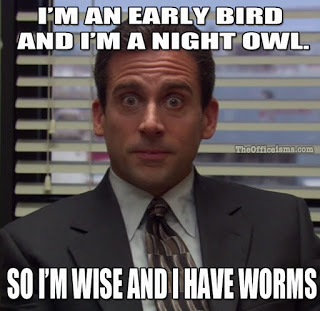 I'M AN EARLY BIRD
AND I'M A NIGHT OWL.
TheOfficeisms.com
SO I'M WISE AND I HAVE WORMS